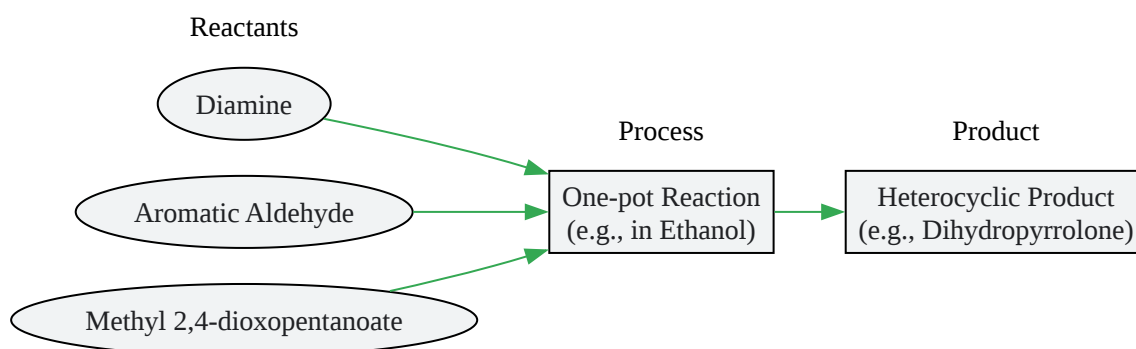 Reactants
Diamine
Aromatic Aldehyde
Methyl 2,4-dioxopentanoate
Process
One-pot Reaction
(e.g., in Ethanol)
Product
Heterocyclic Product
(e.g., Dihydropyrrolone)